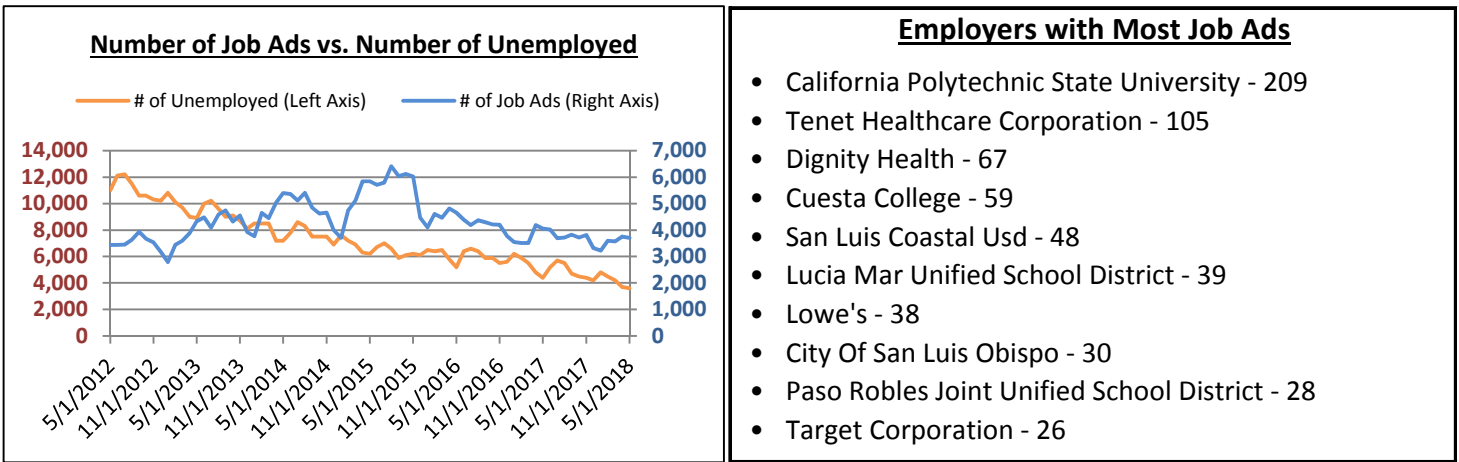 Number of Job Ads vs. Number of Unemployed
# of Unemployed (Left Axis)
# of Job Ads (Right Axis)
14,000
12,000
10,000
8,000
6,000
4,000
2,000
0
7,000
6,000
5,000
4,000
3,000
2,000
1,000
0
5/1/2012
11/1/2012
5/1/2013
11/1/2013
5/1/2014
11/1/2014
5/1/2015
11/1/2015
5/1/2016
11/1/2016
5/1/2017
11/1/2017
5/1/2018
Employers with Most Job Ads
• California Polytechnic State University - 209
• Tenet Healthcare Corporation - 105
• Dignity Health - 67
• Cuesta College - 59
• San Luis Coastal Usd - 48
• Lucia Mar Unified School District - 39
• Lowe's - 38
• City Of San Luis Obispo - 30
• Paso Robles Joint Unified School District - 28
• Target Corporation - 26